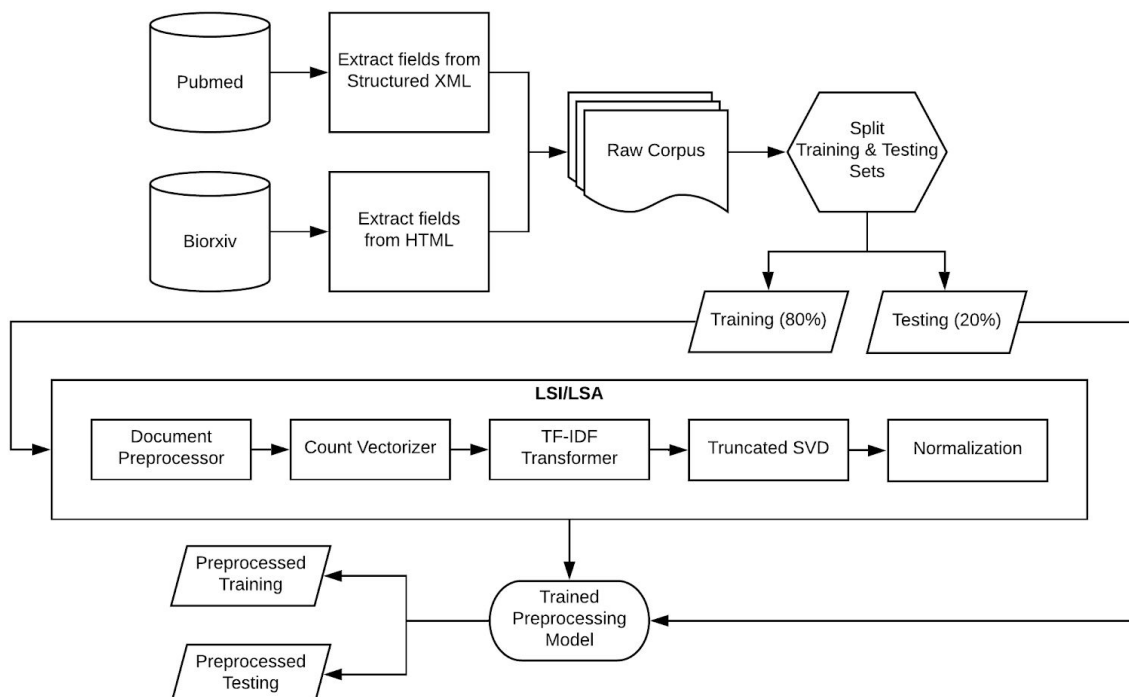 Pubmed
Extract fields from
Structured XML
Raw Corpus
Split
Training & Testing
Sets
Biorxiv
Extract fields
from HTML
Training (80%)
Testing (20%)
LSI/LSA
Document
Preprocessor
Count Vectorizer
TF-IDF
Transformer
Truncated SVD
Normalization
Preprocessed
Training
Trained
Preprocessing
Model
Preprocessed
Testing